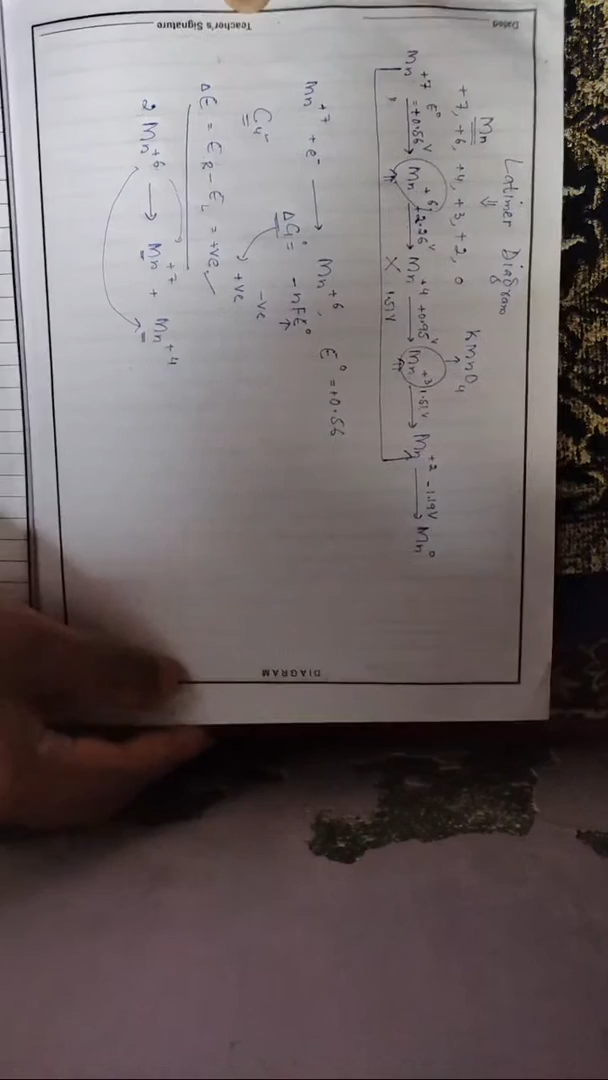 Dated
Teacher's Signature
Latimer Diagram
⇓
Mn
KMnO4
+7, +6, +4, +3, +2, 0
Mn+7 E° = +0.56V → Mn+6 2.26V → Mn+4 +0.95V → Mn+3 1.51V → Mn+2 -1.19V → Mn°
X 1.51V
Mn+7 + e- → Mn+6, E° = +0.56
ΔG° = -nFE°
-ve
+ve
ΔE = ER - EL = +ve ✓
2 Mn+6 → Mn+7 + Mn+4
DIAGRAM